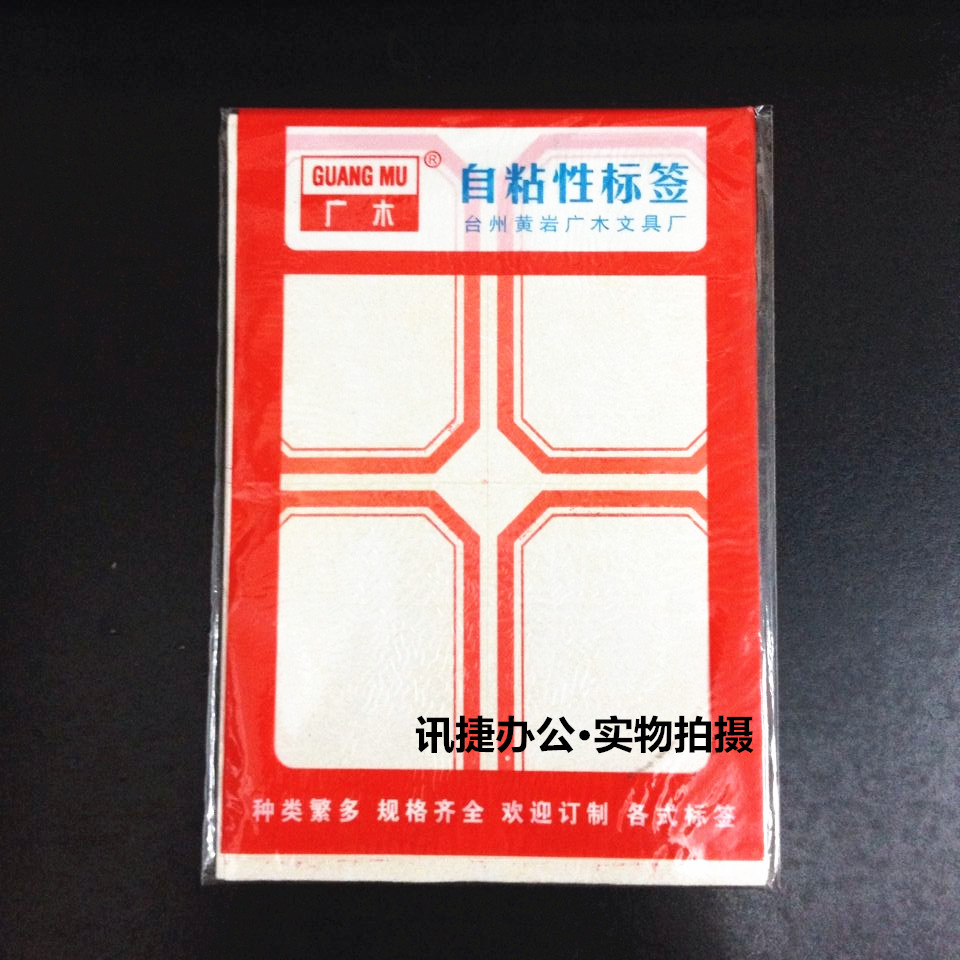 GUANG MU ®
广木
自粘性标签
台州黄岩广木文具厂
讯捷办公·实物拍摄
种类繁多 规格齐全 欢迎订制 各式标签